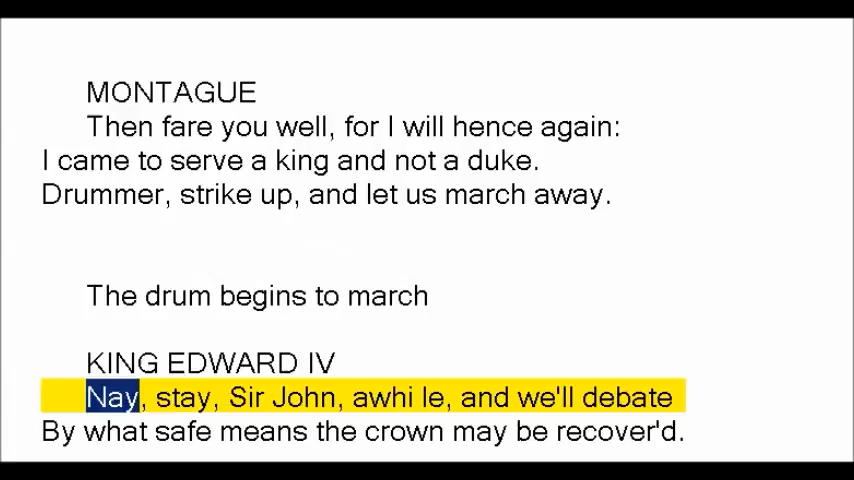 MONTAGUE
Then fare you well, for I will hence again:
I came to serve a king and not a duke.
Drummer, strike up, and let us march away.
The drum begins to march
KING EDWARD IV
Nay, stay, Sir John, awhi le, and we'll debate
By what safe means the crown may be recover'd.